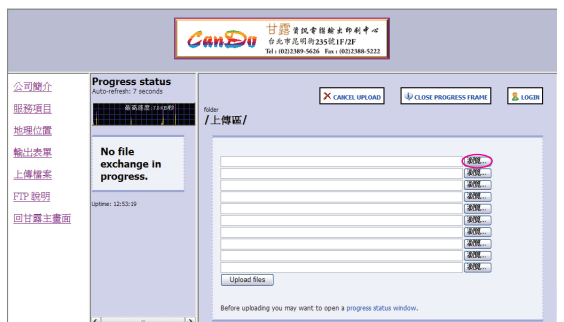 CanDo
甘露資訊電腦輸出印刷中心
台北市昆明街235號1F/2F
Tel : (02)2389-5626 Fax : (02)2388-5222
公司簡介
服務項目
地理位置
輸出表單
上傳檔案
FTP 說明
回甘露主畫面
Progress status
Auto-refresh: 7 seconds
No file
exchange in
progress.
Uptime: 12:53:19
CANCEL UPLOAD
CLOSE PROGRESS FRAME
LOGIN
folder
/上傳區/
瀏覽...
瀏覽...
瀏覽...
瀏覽...
瀏覽...
瀏覽...
瀏覽...
瀏覽...
瀏覽...
瀏覽...
Upload files
Before uploading you may want to open a progress status window.